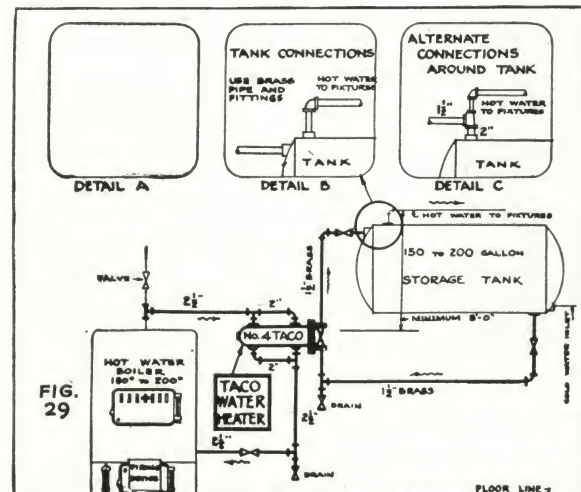 TANK CONNECTIONS
USE BRASS
PIPE AND
FITTINGS
HOT WATER
TO FIXTURES
TANK
ALTERNATE
CONNECTIONS
AROUND TANK
1½"
HOT WATER
TO FIXTURES
2"
TANK
DETAIL A
DETAIL B
DETAIL C
HOT WATER TO FIXTURES
150 TO 200 GALLON
STORAGE TANK
VALVE
2½"
2"
1½" BRASS
No. 4 TACO
MINIMUM 3'-0"
COLD WATER INLET
HOT WATER
BOILER
180° TO 200°
2"
FIG.
29
TACO
WATER
HEATER
1½" BRASS
DRAIN
2½"
2½"
DRAIN
FLOOR LINE